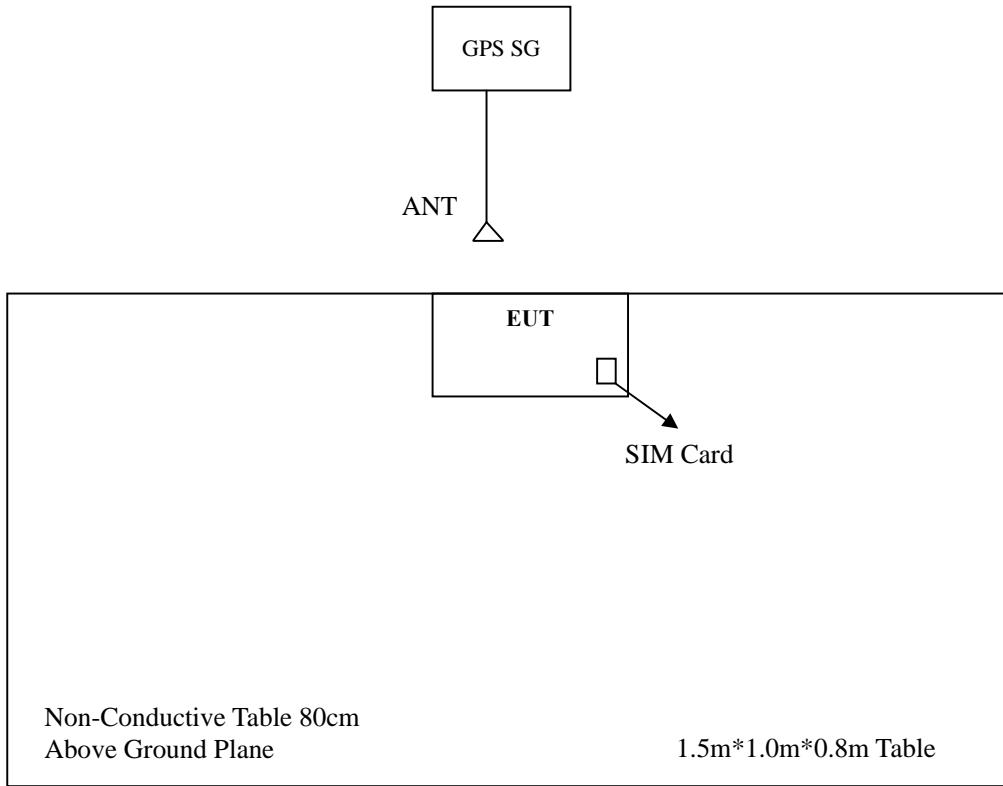 GPS SG
ANT
EUT
SIM Card
Non-Conductive Table 80cm
Above Ground Plane
1.5m*1.0m*0.8m Table